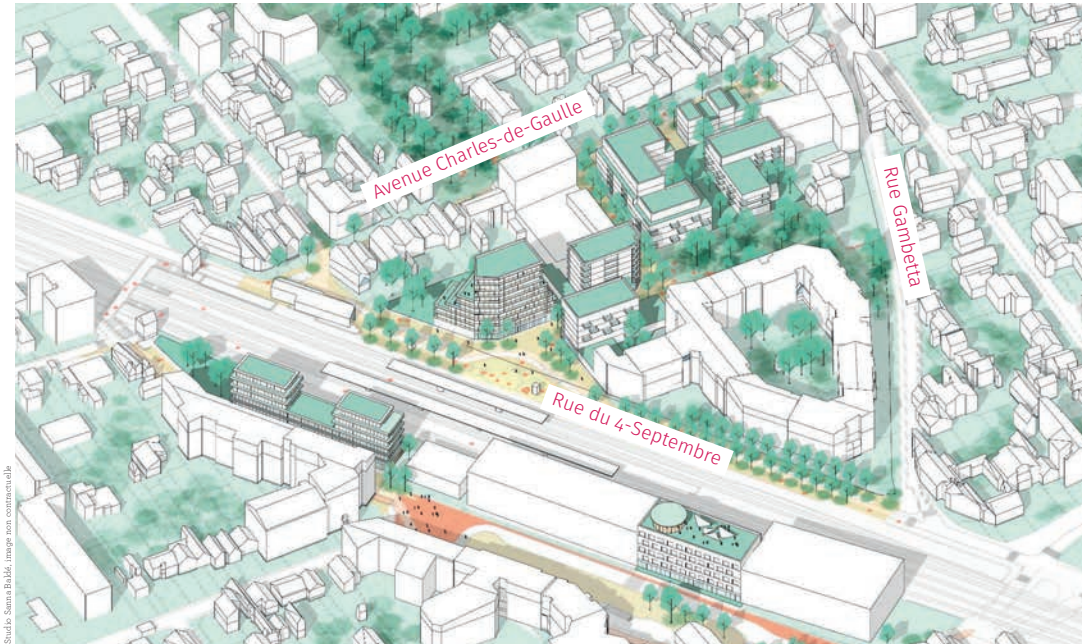 Avenue Charles-de-Gaulle
Rue Gambetta
Rue du 4-Septembre
Studio Sanna Baldé, image non contractuelle